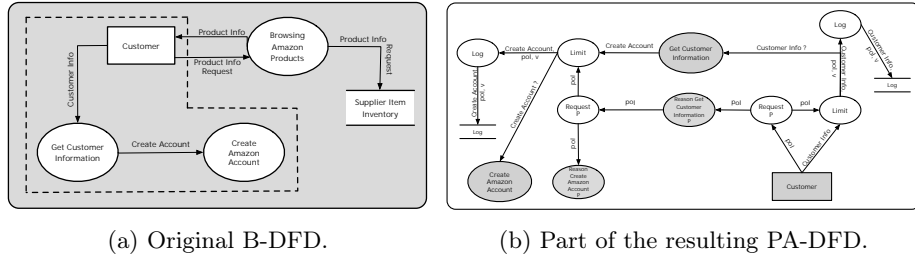 Customer
Product Info
Product Info
Request
Browsing
Amazon
Products
Product Info
Request
Supplier Item
Inventory
Customer Info
Get Customer
Information
Create Account
Create
Amazon
Account
(a) Original B-DFD.
Log
Create Account,
pol, v
Limit
Create Account
Get Customer
Information
Customer Info ?
Log
Customer Info,
pol, v
Log
Customer Info
pol, v
Create Account
pol, v
Log
Create Account ?
pol
Request
P
pol
Reason Get
Customer
Information
P
pol
Request
P
pol
Limit
pol
Create
Amazon
Account
Reason
Create
Amazon
Account
P
pol
Customer Info
Customer
(b) Part of the resulting PA-DFD.